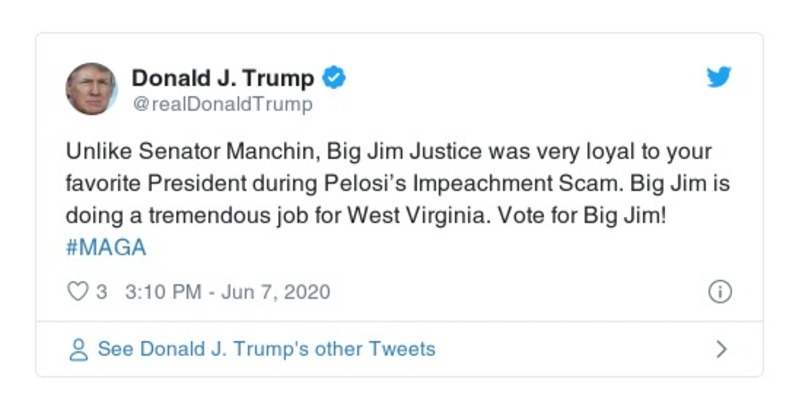 Donald J. Trump
@realDonaldTrump
Unlike Senator Manchin, Big Jim Justice was very loyal to your
favorite President during Pelosi’s Impeachment Scam. Big Jim is
doing a tremendous job for West Virginia. Vote for Big Jim!
#MAGA
3 3:10 PM - Jun 7, 2020
See Donald J. Trump's other Tweets